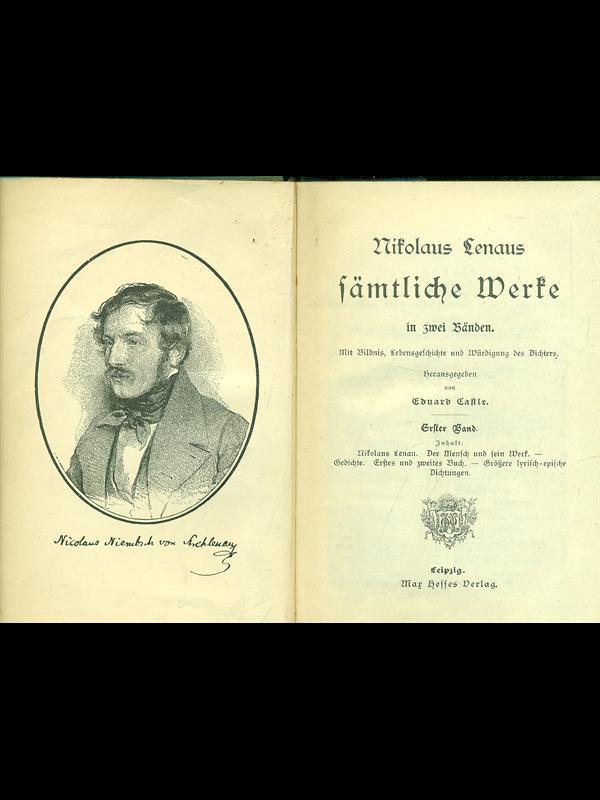 Nicolaus Niembsch von Strehlenau
Nikolaus Lenaus
sämtliche Werke
in zwei Bänden.
Mit Bildnis, Lebensgeschichte und Würdigung des Dichters.
Herausgegeben
von
Eduard Castle.
Erster Band.
Inhalt:
Nikolaus Lenau. Der Mensch und sein Werk. —
Gedichte. Erstes und zweites Buch. — Größere lyrisch-epische
Dichtungen.
Leipzig.
Max Hesses Verlag.